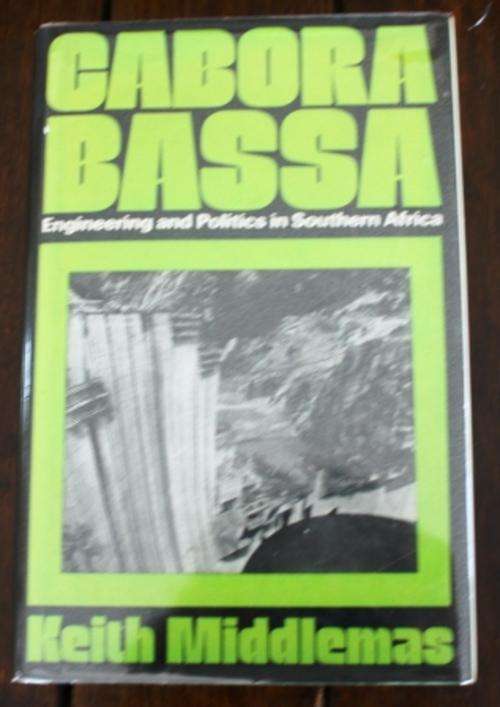 CABORA
BASSA
Engineering and Politics in Southern Africa
Keith Middlemas